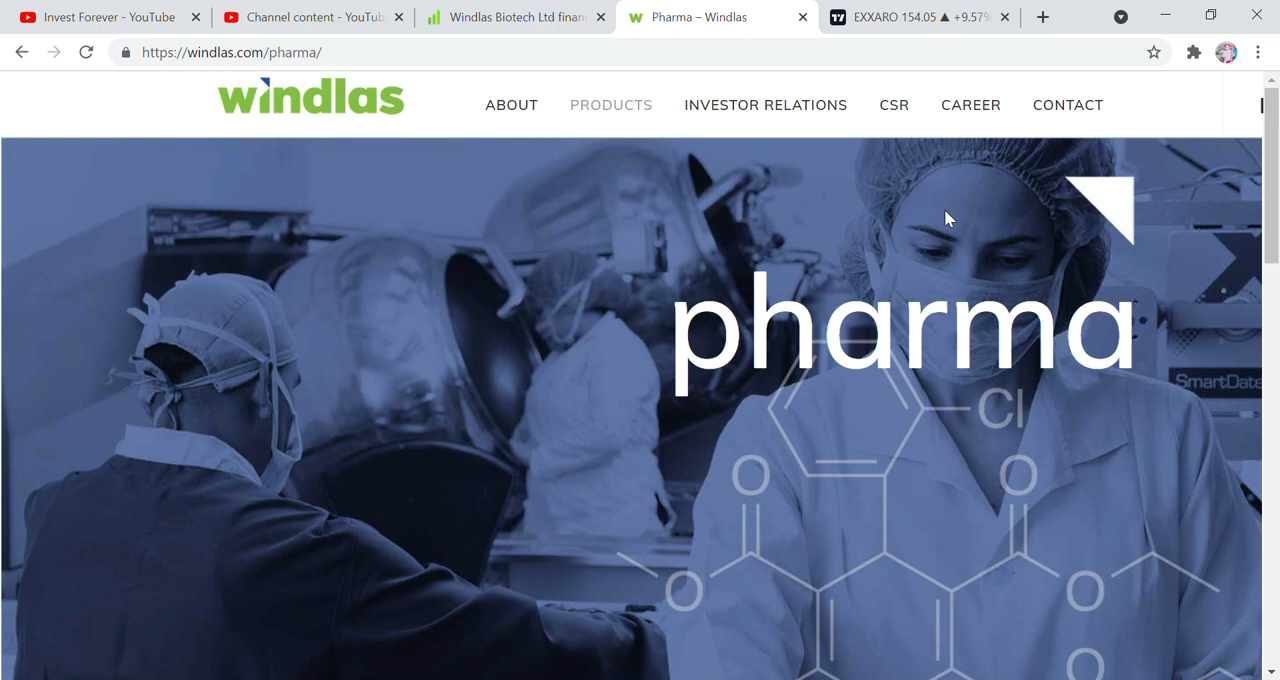 Invest Forever - YouTube
Channel content - YouTub
Windlas Biotech Ltd finan
Pharma – Windlas
EXXARO 154.05 ▲ +9.57%
https://windlas.com/pharma/
windlas
ABOUT
PRODUCTS
INVESTOR RELATIONS
CSR
CAREER
CONTACT
pharma
SmartDate
Cl
O
O
O
O
O